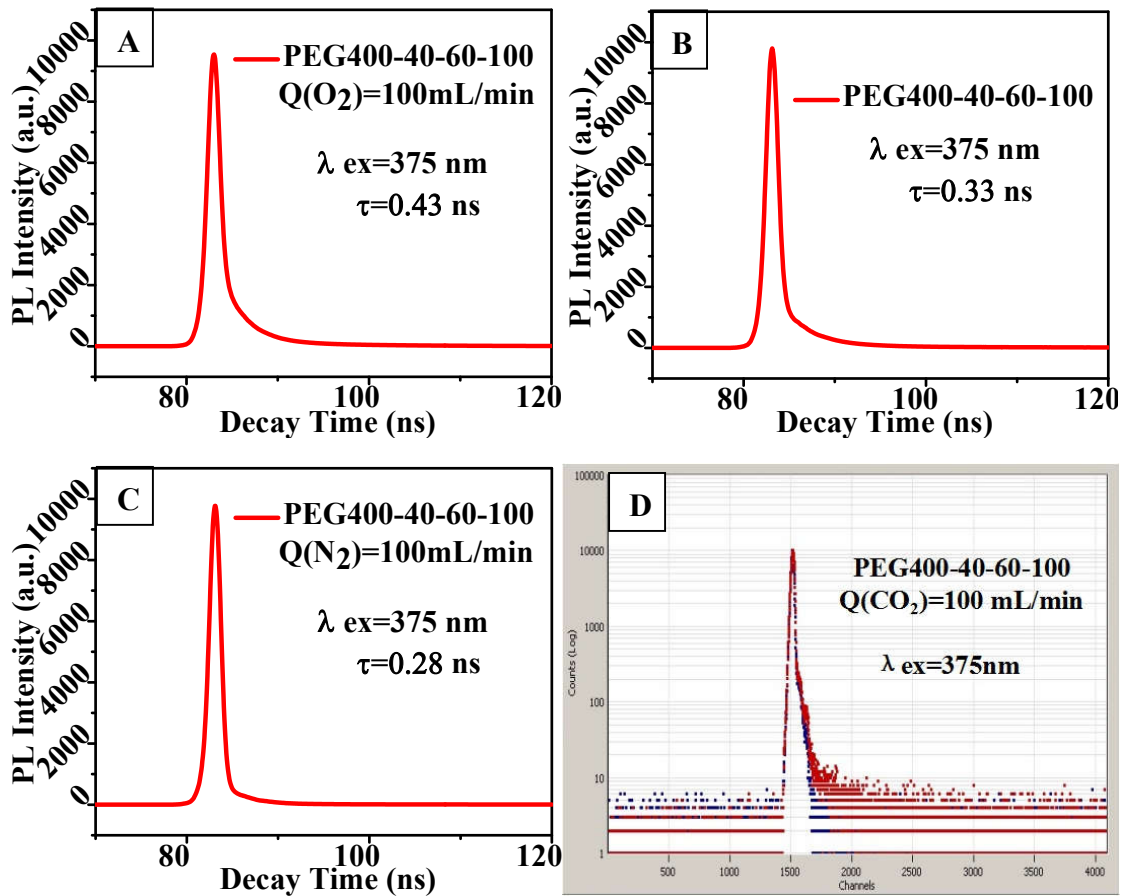 A
PEG400-40-60-100
Q(O2)=100mL/min
λ ex=375 nm
τ=0.43 ns
PL Intensity (a.u.)
10000
8000
6000
4000
2000
0
80 100 120
Decay Time (ns)
B
PEG400-40-60-100
λ ex=375 nm
τ=0.33 ns
PL Intensity (a.u.)
10000
8000
6000
4000
2000
0
80 100 120
Decay Time (ns)
C
PEG400-40-60-100
Q(N2)=100mL/min
λ ex=375 nm
τ=0.28 ns
PL Intensity (a.u.)
10000
8000
6000
4000
2000
0
80 100 120
Decay Time (ns)
D
PEG400-40-60-100
Q(CO2)=100 mL/min
λ ex=375nm
Counts (Log)
100000
10000
1000
100
10
1
500 1000 1500 2000 2500 3000 3500 4000
Channels